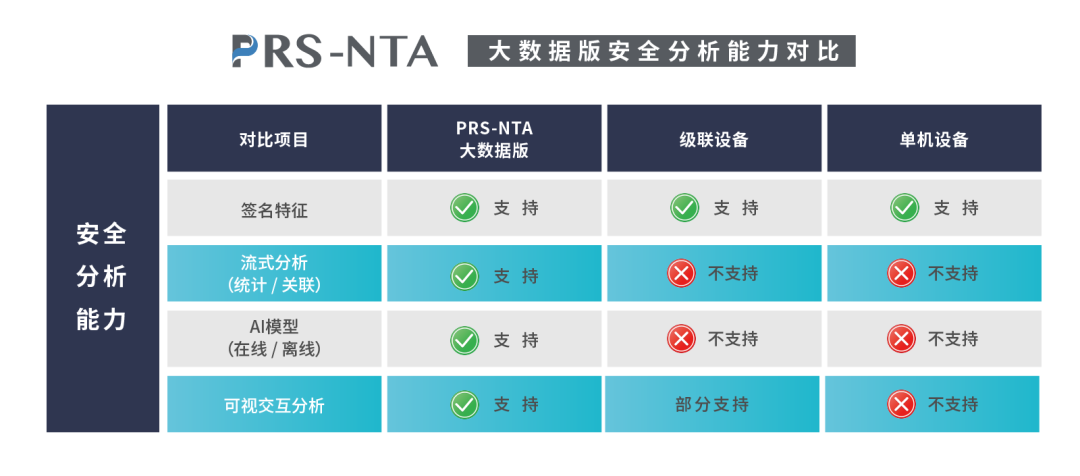 PRS-NTA 大数据版安全分析能力对比
安全
分析
能力
对比项目
PRS-NTA
大数据版
级联设备
单机设备
签名特征
支 持
支 持
支 持
流式分析
(统计 / 关联)
支 持
不支持
不支持
AI模型
(在线 / 离线)
支 持
不支持
不支持
可视交互分析
支 持
部分支持
不支持